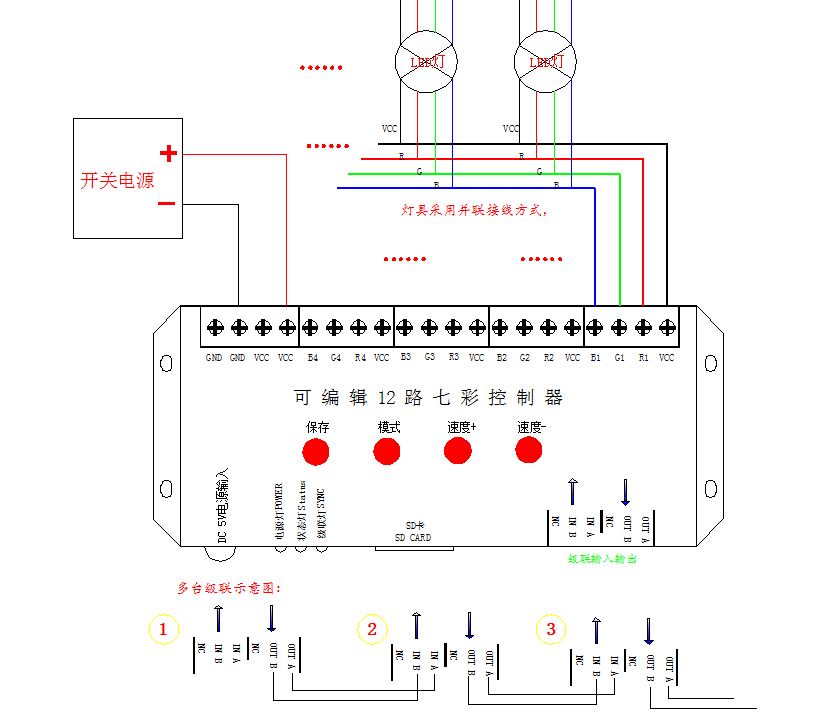 LED灯 LED灯
VCC VCC
R R
G G
B B
+
开关电源
−
灯具采用并联接线方式,
GND GND VCC VCC B4 G4 R4 VCC B3 G3 R3 VCC B2 G2 R2 VCC B1 G1 R1 VCC
可编辑12路七彩控制器
保存 模式 速度+ 速度-
DC 5V电源输入
电源灯POWER
状态灯Status
级联灯SYNC
SD卡
SD CARD
NC IN B IN A NC OUT B OUT A
级联输入输出
多台级联示意图:
1 2 3
NC IN B IN A NC OUT B OUT A
NC IN B IN A NC OUT B OUT A
NC IN B IN A NC OUT B OUT A